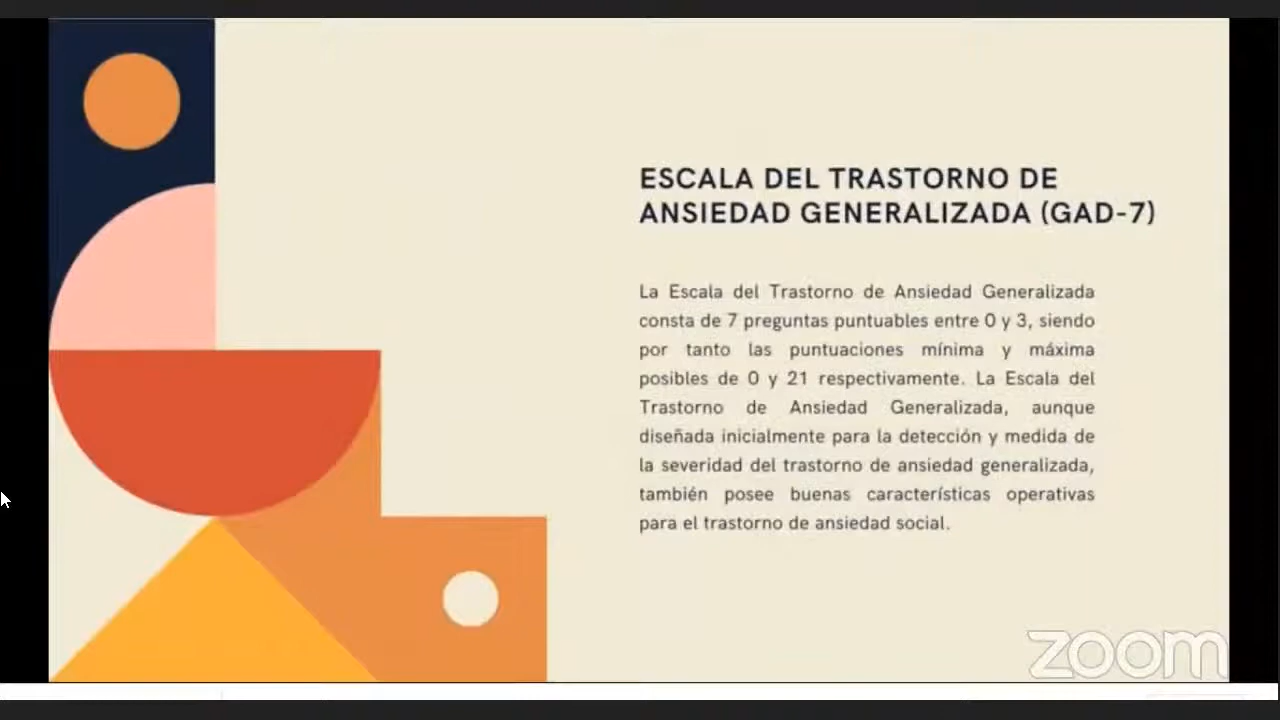 ESCALA DEL TRASTORNO DE
ANSIEDAD GENERALIZADA (GAD-7)
La Escala del Trastorno de Ansiedad Generalizada
consta de 7 preguntas puntuables entre 0 y 3, siendo
por tanto las puntuaciones mínima y máxima
posibles de 0 y 21 respectivamente. La Escala del
Trastorno de Ansiedad Generalizada, aunque
diseñada inicialmente para la detección y medida de
la severidad del trastorno de ansiedad generalizada,
también posee buenas características operativas
para el trastorno de ansiedad social.
zoom